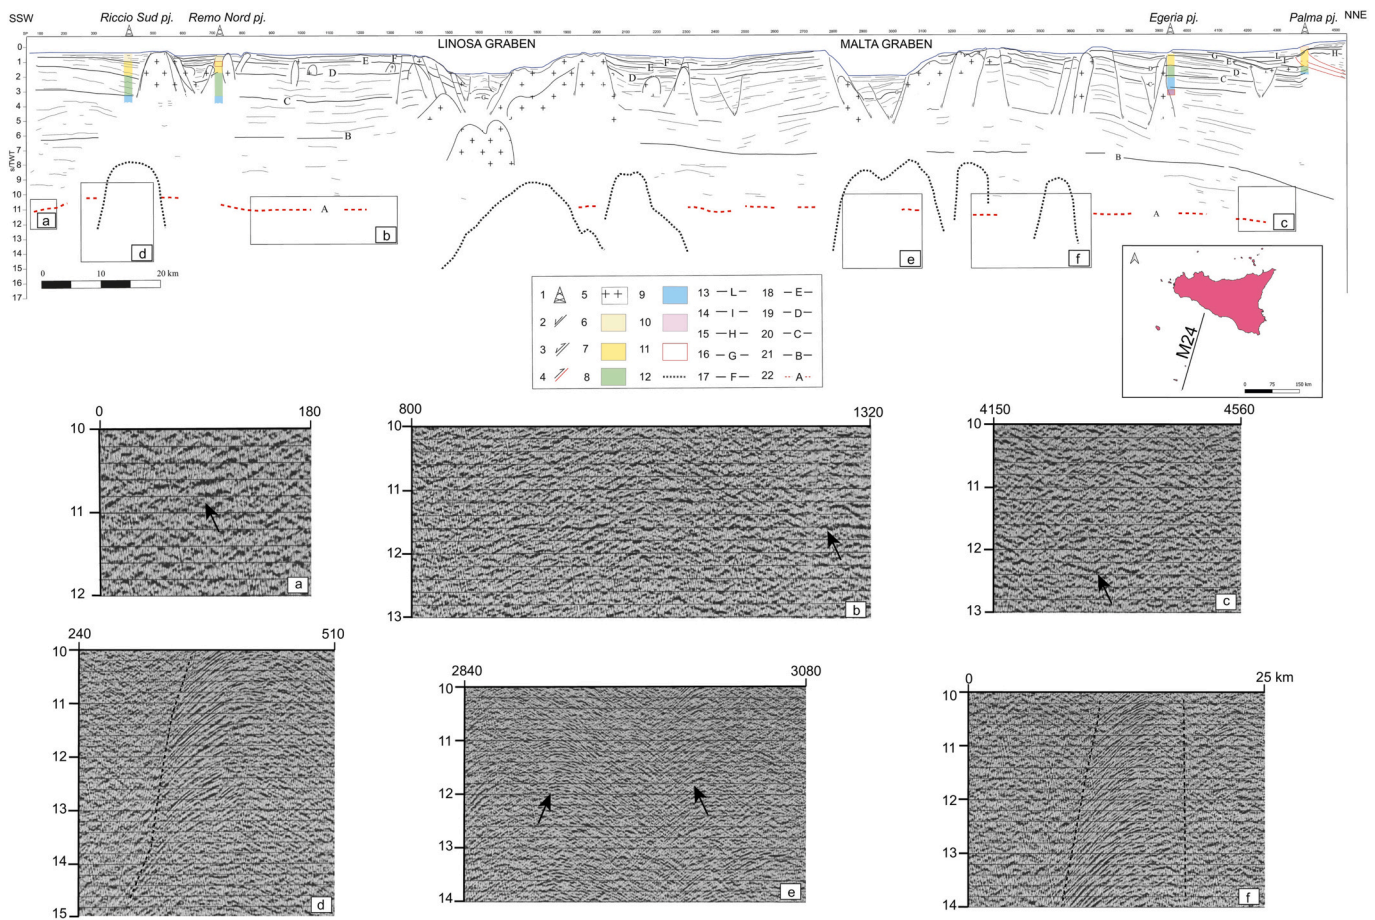 SSW
Riccio Sud pj.
Remo Nord pj.
Egeria pj.
Palma pj.
NNE
LINOSA GRABEN
MALTA GRABEN
0
1
2
3
4
5
6
7
8
9
10
11
12
13
14
15
16
17
s/TWT
E
F
D
C
B
G
E
F
D
G
E
D
C
F
H
B
A
A
a
d
b
e
f
c
0 10 20 km
1 5 ++ 9 13 — L — 18 — E —
2 6 10 14 — I — 19 — D —
15 — H — 20 — C —
3 7 11 16 — G — 21 — B —
4 8 12 17 — F — 22 -- A --
M24
0 75 150 km
0 180
10
11
12
a
800 1320
10
11
12
13
b
4150 4560
10
11
12
13
c
240 510
10
11
12
13
14
15
d
2840 3080
10
11
12
13
14
e
0 25 km
10
11
12
13
14
f